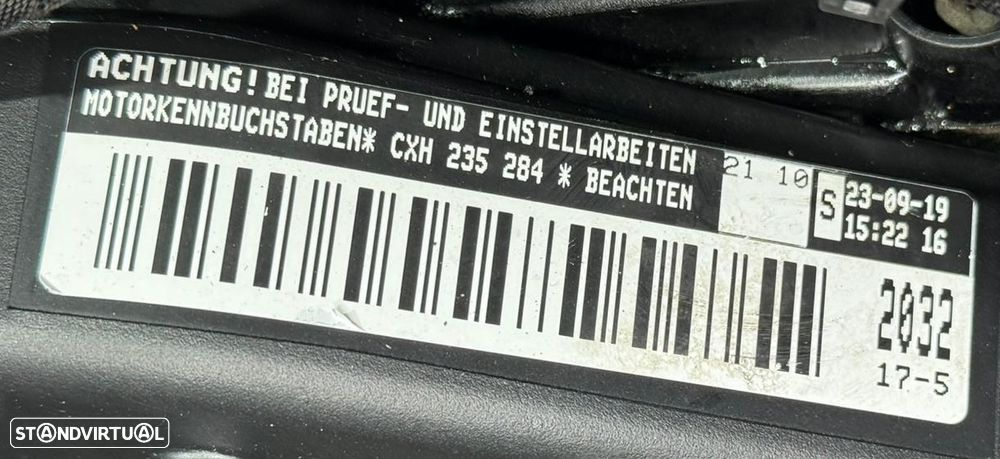 ACHTUNG! BEI PRUEF- UND EINSTELLARBEITEN
MOTORKENNBUCHSTABEN* CXH 235 284 * BEACHTEN
21 10
S
23-09-19
15:22 16
2032
17-5
STANDVIRTUAL